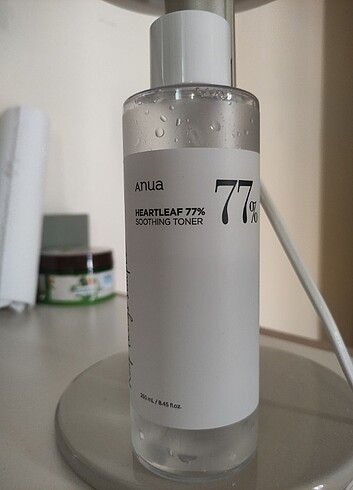 Anua
77%
HEARTLEAF 77%
SOOTHING TONER
250 mL / 8.45 fl.oz.